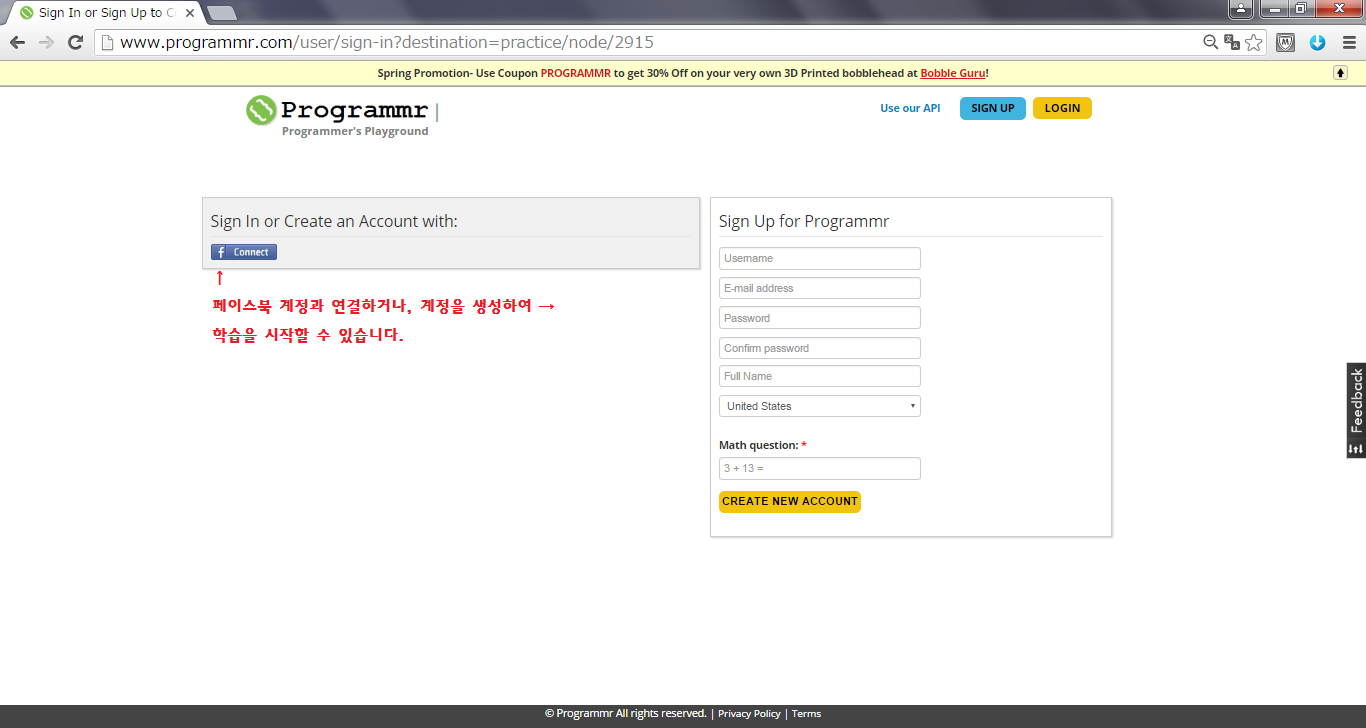 Sign In or Sign Up to Co
www.programmr.com/user/sign-in?destination=practice/node/2915
Spring Promotion- Use Coupon PROGRAMMR to get 30% Off on your very own 3D Printed bobblehead at Bobble Guru!
Programmr |
Programmer's Playground
Use our API
SIGN UP
LOGIN
Sign In or Create an Account with:
f Connect
↑
페이스북 계정과 연결하거나, 계정을 생성하여 →
학습을 시작할 수 있습니다.
Sign Up for Programmr
Username
E-mail address
Password
Confirm password
Full Name
United States
Math question: *
3 + 13 =
CREATE NEW ACCOUNT
Feedback
© Programmr All rights reserved. | Privacy Policy | Terms